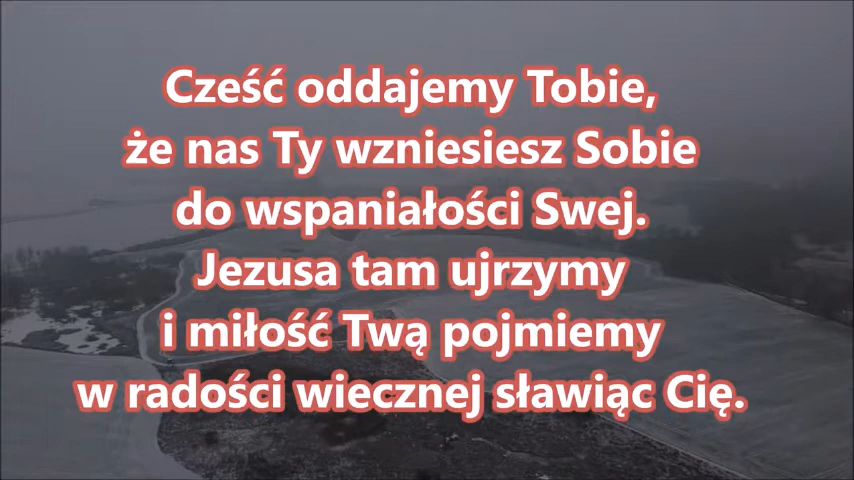 Cześć oddajemy Tobie,
że nas Ty wzniesiesz Sobie
do wspaniałości Swej.
Jezusa tam ujrzymy
i miłość Twą pojmiemy
w radości wiecznej sławiąc Cię.